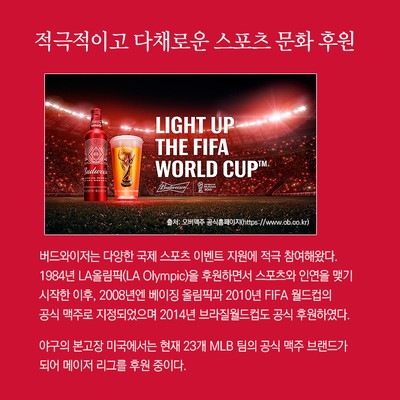 적극적이고 다채로운 스포츠 문화 후원
LIGHT UP
THE FIFA
WORLD CUP™
Budweiser
Budweiser
출처: 오비맥주 공식홈페이지(https://www.ob.co.kr)
버드와이저는 다양한 국제 스포츠 이벤트 지원에 적극 참여해왔다.
1984년 LA올림픽(LA Olympic)을 후원하면서 스포츠와 인연을 맺기
시작한 이후, 2008년엔 베이징 올림픽과 2010년 FIFA 월드컵의
공식 맥주로 지정되었으며 2014년 브라질월드컵도 공식 후원하였다.
야구의 본고장 미국에서는 현재 23개 MLB 팀의 공식 맥주 브랜드가
되어 메이저 리그를 후원 중이다.